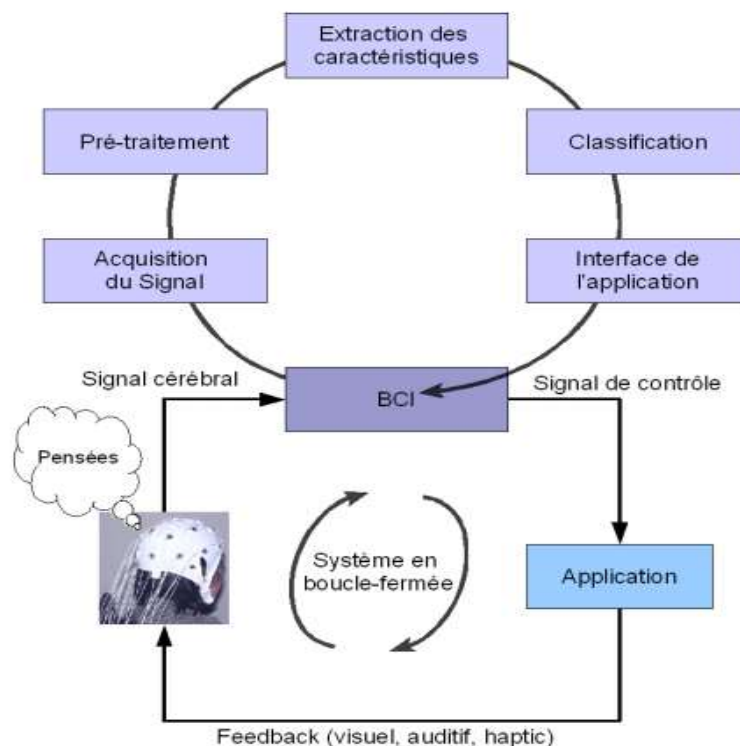 Extraction des
caractéristiques
Pré-traitement
Classification
Acquisition
du Signal
Interface de
l'application
Signal cérébral
BCI
Signal de contrôle
Pensées
Système en
boucle-fermée
Application
Feedback (visuel, auditif, haptic)